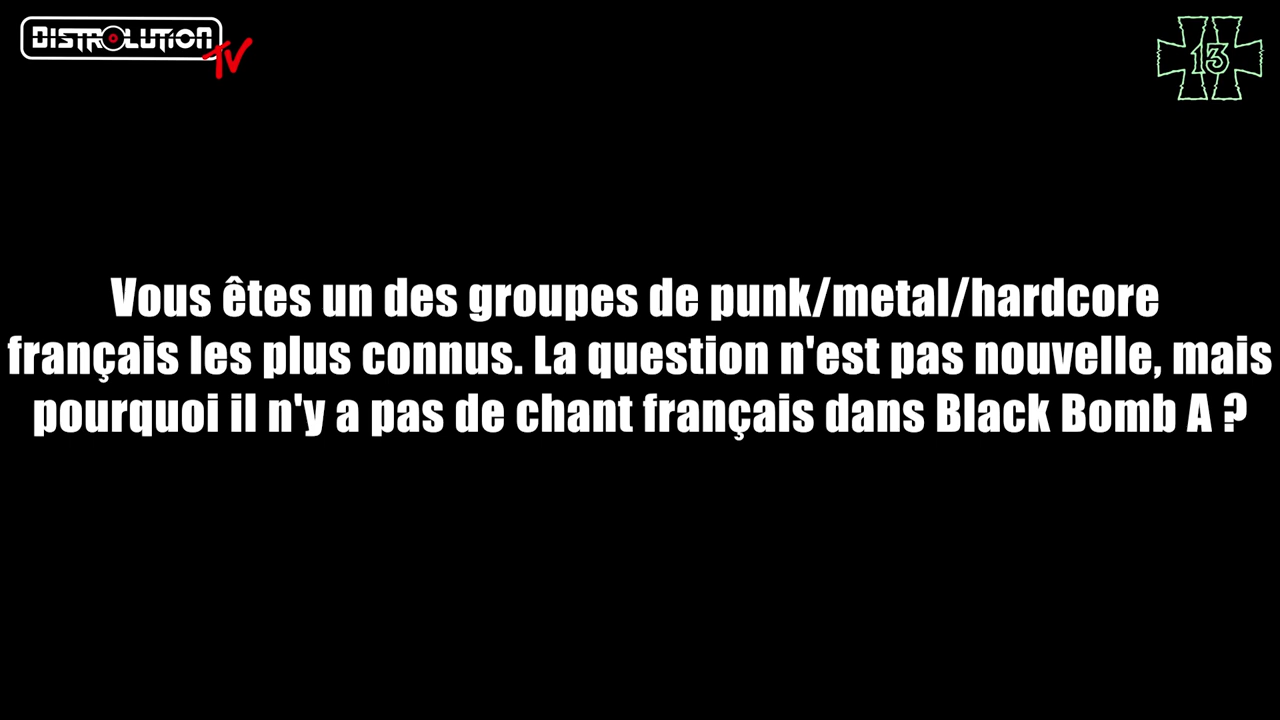 DISTROLUTION
TV
13
Vous êtes un des groupes de punk/metal/hardcore
français les plus connus. La question n'est pas nouvelle, mais
pourquoi il n'y a pas de chant français dans Black Bomb A ?